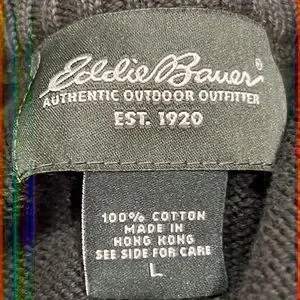 Eddie Bauer®
AUTHENTIC OUTDOOR OUTFITTER
EST. 1920
100% COTTON
MADE IN
HONG KONG
SEE SIDE FOR CARE
L